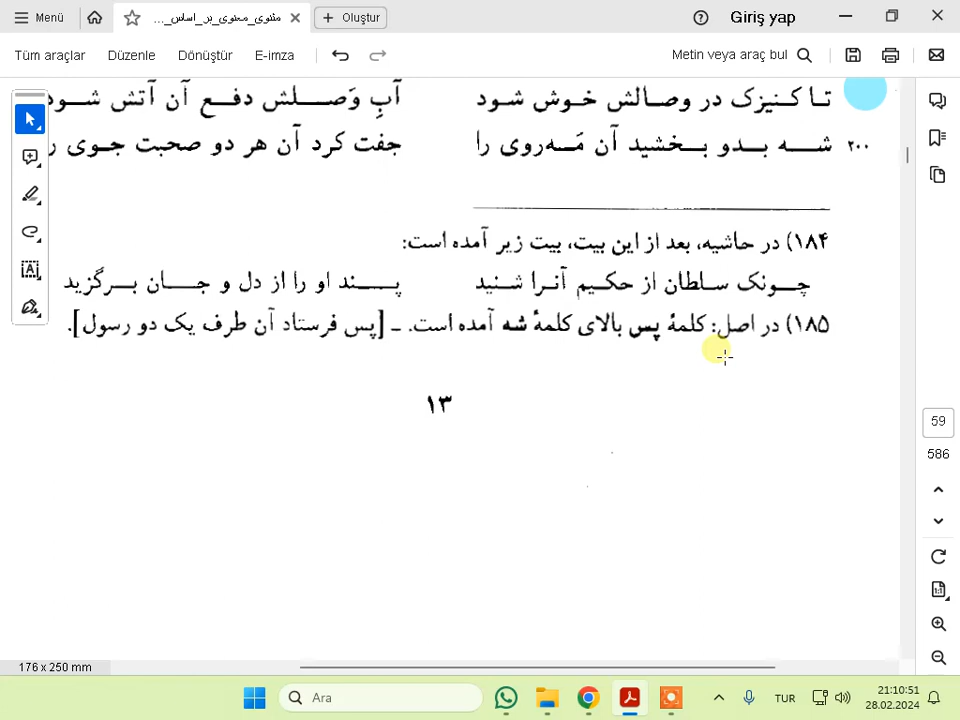 Menü
مثنوی_معنوی_بر_اساس_...
Oluştur
Giriş yap
Tüm araçlar
Düzenle
Dönüştür
E-imza
Metin veya araç bul
تا کنیزک در وصالش خوش شود
آبِ وَصلش دفع آن آتش شود
۲۰۰ شه بدو بخشید آن مَه‌روی را
جفت کرد آن هر دو صحبت جوی ر
۱۸۴) در حاشیه، بعد از این بیت، بیت زیر آمده است:
چونک سلطان از حکیم آنرا شنید
پند او را از دل و جان برگزید
۱۸۵) در اصل: کلمهٔ پس بالای کلمهٔ شه آمده است. ـ [پس فرستاد آن طرف یک دو رسول].
۱۳
59
586
176 x 250 mm
Ara
TUR
21:10:51
28.02.2024